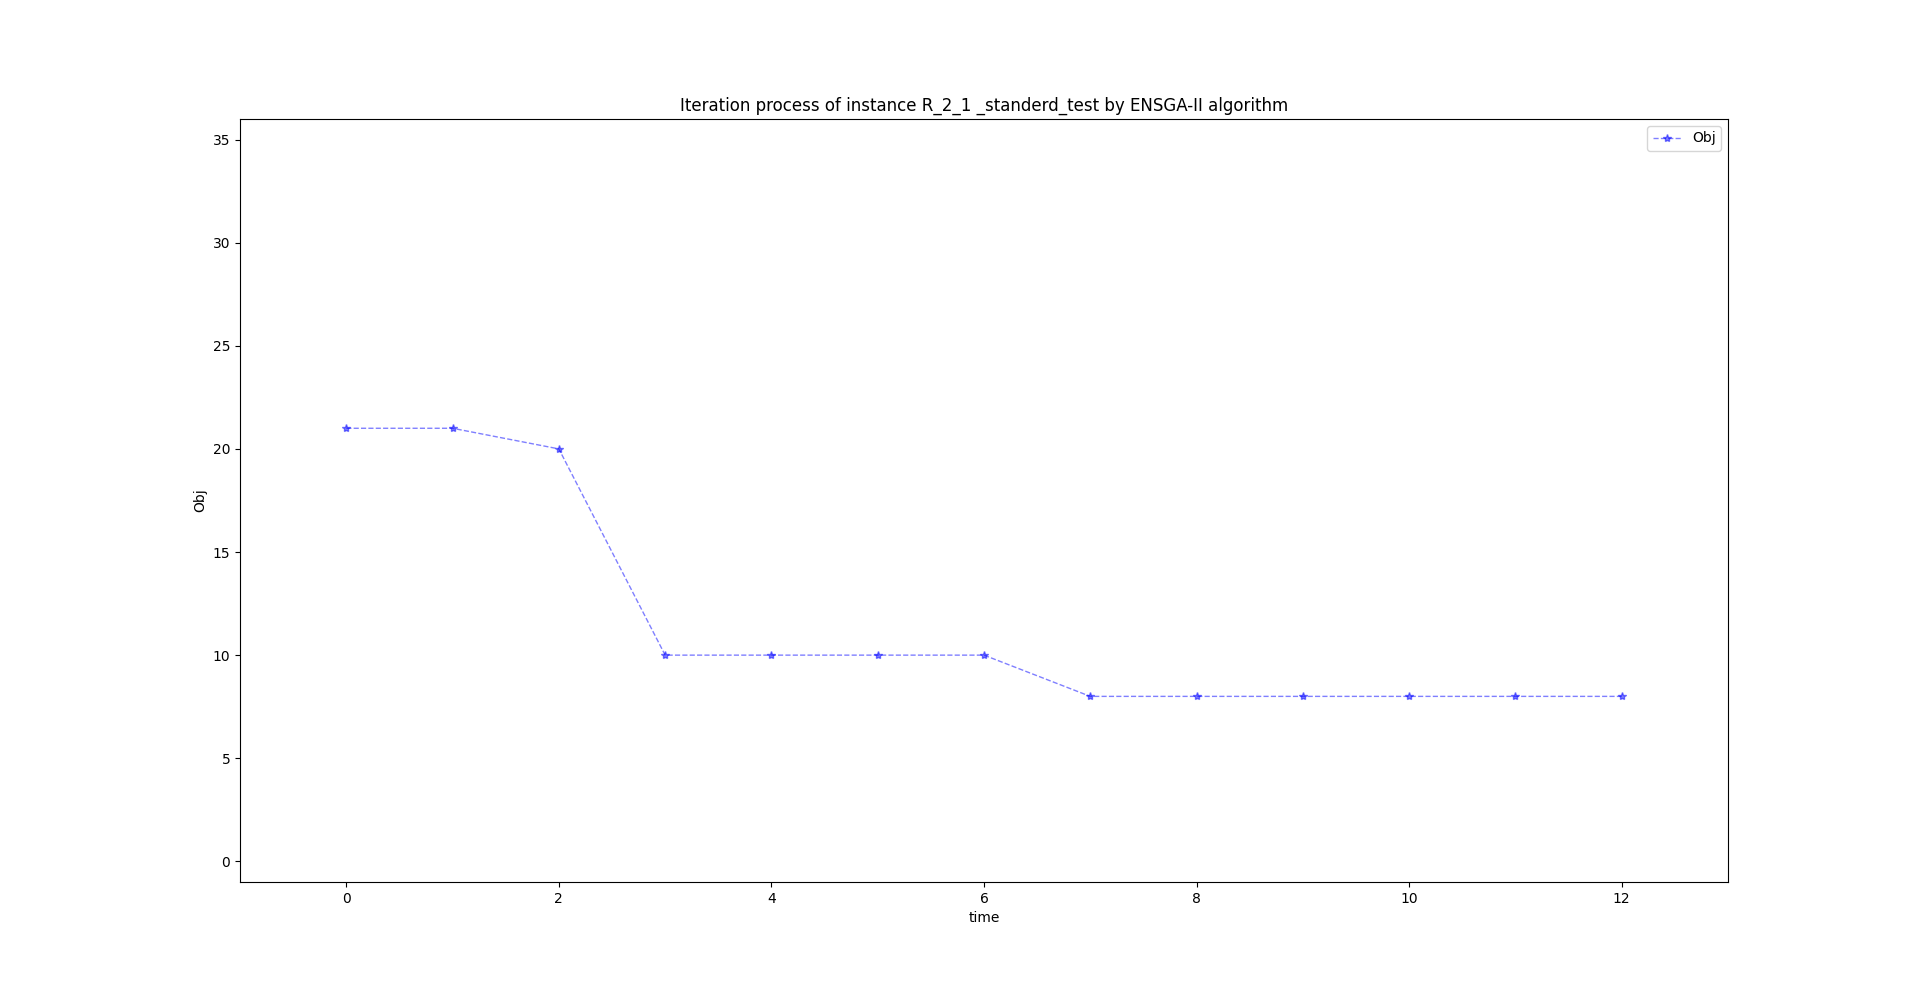 Iteration process of instance R_2_1 _standerd_test by ENSGA-II algorithm
Obj
35
30
25
20
15
10
5
0
Obj
0 2 4 6 8 10 12
time